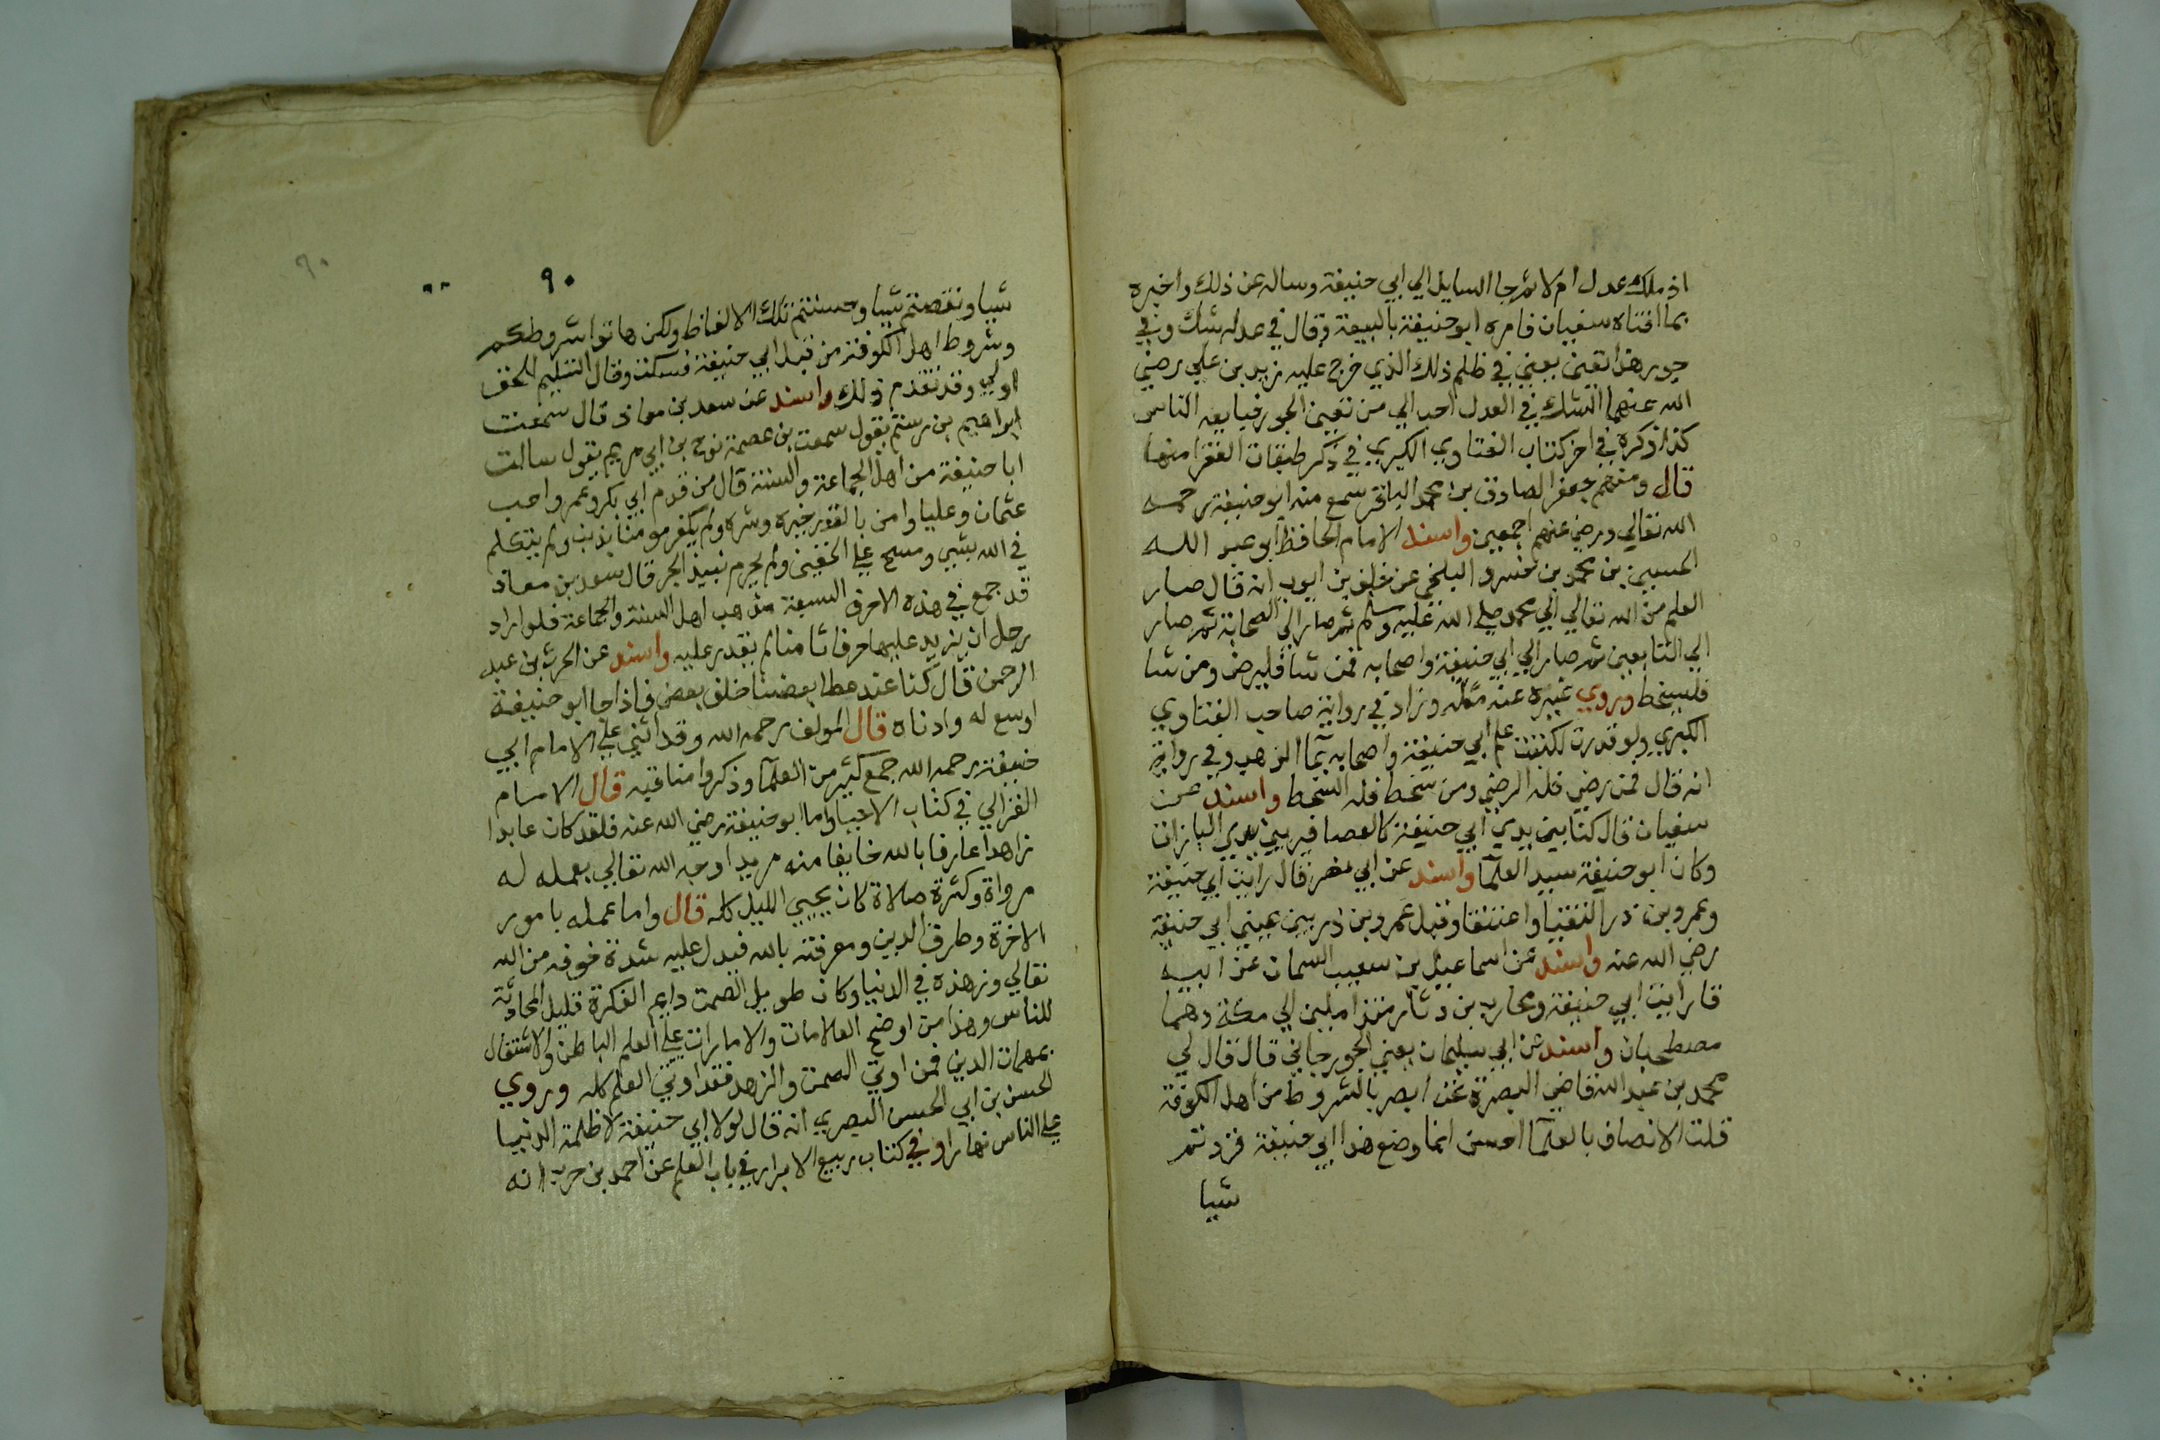 اذ ملك عدل ام لا ثم جا السايل الي ابي حنيفة وساله عن ذلك واخبره
بما افتاه سفيان فامره ابو حنيفة بالبيعة وقال في عدله شك وفي
جور هذا تعين يعني في ظلم ذلك الذي خرج عليه زيد بن علي رضي
الله عنهما الشك في العدل احب الي من تعين الجور فبايعه الناس
كذا ذكره في اخر كتاب الفتاوي الكبري في ذكر طبقات الفقرا منها
قال ومنهم جعفر الصادق بن محمد الباقر سمع منه ابو حنيفة رحمه
الله تعالي ورضي عنهم اجمعين واسند الامام الحافظ ابو عبد الله
الحسين بن محمد بن خسرو البلخي عن خلف بن ايوب انه قال صار
العلم من الله تعالي الي محمد صلي الله عليه وسلم ثم صار الي الصحابة ثم صار
الي التابعين ثم صار الي ابي حنيفة واصحابه فمن شا فليرض ومن شا
فليسخط وروي غيره عنه مثله وزاد في رواية صاحب الفتاوي
الكبري ولو قدرت لكتبت علم ابي حنيفة واصحابه بما الذهب وفي رواية
انه قال فمن رضي فله الرضي ومن سخط فله السخط واسند عن
سفيان قال كنا بين يدي ابي حنيفة كالعصافير بين يدي البازات
وكان ابو حنيفة سيد العلما واسند عن ابي قال رايت ابي حنيفة
وعمرو بن ذر التقيا واعتنقا وقبل عمرو بن ذر بين عيني ابي حنيفة
رضي الله عنه واسند عن اسماعيل بن شعيب السمان عن ابيه
قا رايت ابي حنيفة ومحارب بن دثار الي مكة وهما
مصطحبان واسند عن ابي سليمان يعني الجورجاني قال قال لي
محمد بن عبد الله قاضي البصرة نحن ابصر بالشروط من اهل الكوفة
قلت الانصاف بالعلما احسن انما وضع هذا ابي حنيفة فزدتم
شيا
٩٠
شيا ونقصتم شيا وحسنتم تلك الالفاظ ولكن هاتوا شروطكم
وشروط اهل الكوفة من قبل ابي حنيفة فسكت وقال التسليم للحق
اولي وقد تقدم ذلك واسند عن سعد بن معاذ قال سمعت
ابراهيم بن رستم يقول سمعت بن عصمة نوح بن ابي مريم يقول سالت
ابا حنيفة من اهل الجماعة والسنة قال من قدم ابي بكر وعمر واحب
عثمان وعليا وامن بالقدر خيره وشره ولم يكفر مومنا بذنب ولم يتكلم
في الله بشي ومسح علي الخفين ولم يحرم نبيذ الجر قال سعد بن معاذ
قد جمع في هذه الاحرف السبعة مذهب اهل السنة والجماعة فلو اراد
رجل ان يزيد عليها حرفا ثامنا لم يقدر عليه واسند عن الحرث بن عبد
الرحمن قال كنا عند عطا بعضنا خلف بعض فاذا جا ابو حنيفة
اوسع له وادناه قال المولف رحمه الله وقد اثني علي الامام ابي
حنيفة رحمه الله جمع كثير من العلما وذكروا مناقبه قال الامام
الغزالي في كتاب الاحيا واما ابو حنيفة رضي الله عنه فلقد كان عابدا
زاهدا عارفا بالله خايفا منه مريدا وجه الله تعالي بعمله له
مرواة وكثرة صلاة كان يحيي الليل كله قال واما عمله بامور
الاخرة وطرق الدين ومعرفته بالله فيدل عليه شدة خوفه من الله
تعالي وزهده في الدنيا وكان طويل الصمت دايم الفكرة قليل المحادثة
للناس وهذا من اوضح العلامات والامارات علي العلم الباطن والاشتغال
بمهمات الدين فمن اوتي الصمت والزهد فقد اوتي العلم كله وروي
لحسن بن ابي الحسن البصري انه قال لولا ابي حنيفة لاظلمة الدنيا
علي الناس نهارا وفي كتاب ربيع الابرار في باب العلم عن احمد بن حرب انه